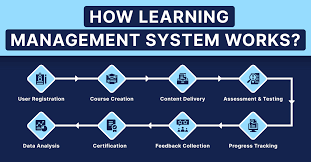 HOW LEARNING
MANAGEMENT SYSTEM WORKS?
User Registration
Course Creation
Content Delivery
Assessment & Testing
Data Analysis
Certification
Feedback Collection
Progress Tracking